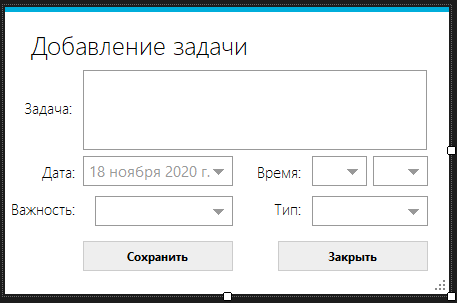 Добавление задачи
Задача:
Дата: 18 ноября 2020 г. Время:
Важность: Тип:
Сохранить Закрыть